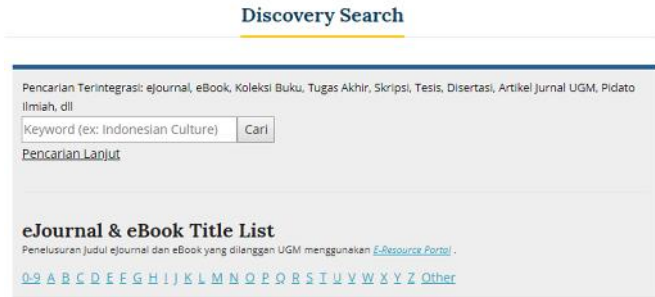 Discovery Search
Pencarian Terintegrasi: eJournal, eBook, Koleksi Buku, Tugas Akhir, Skripsi, Tesis, Disertasi, Artikel Jurnal UGM, Pidato
Ilmiah, dll
Keyword (ex: Indonesian Culture) Cari
Pencarian Lanjut
eJournal & eBook Title List
Penelusuran Judul eJournal dan eBook yang dilanggan UGM menggunakan E-Resource Portal .
0-9 A B C D E F G H I J K L M N O P Q R S T U V W X Y Z Other